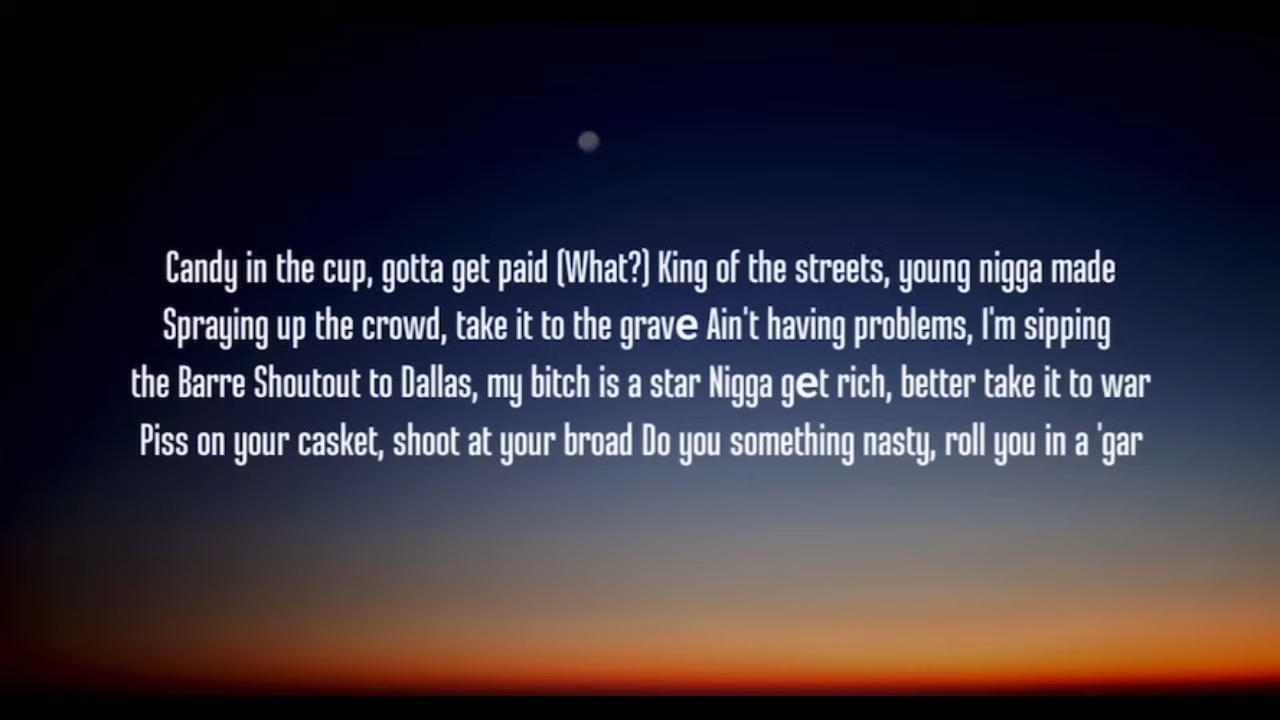 Candy in the cup, gotta get paid (What?) King of the streets, young nigga made
Spraying up the crowd, take it to the grave Ain't having problems, I'm sipping
the Barre Shoutout to Dallas, my bitch is a star Nigga get rich, better take it to war
Piss on your casket, shoot at your broad Do you something nasty, roll you in a 'gar